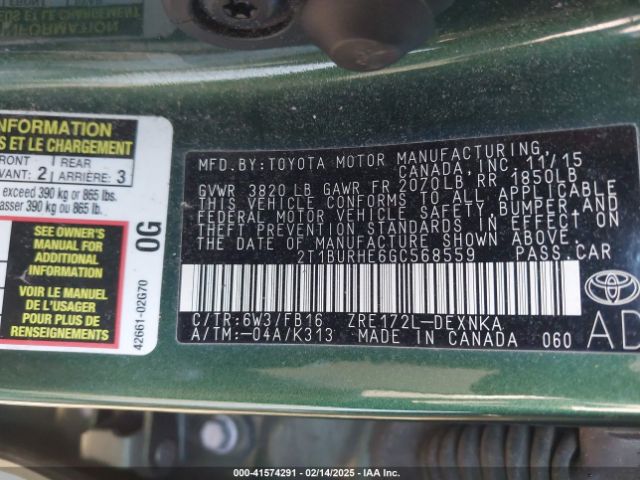 INFORMATION
S ET LE CHARGEMENT
FRONT
VANT: 2
REAR
ARRIÈRE: 3
exceed 390 kg or 865 lbs.
asser 390 kg ou 865 lb.
SEE OWNER'S
MANUAL FOR
ADDITIONAL
INFORMATION
VOIR LE MANUEL
DE L'USAGER
POUR PLUS DE
RENSEIGNEMENTS
0G
42661-02G70
MFD.BY:TOYOTA MOTOR MANUFACTURING,
CANADA, INC. 11/15
GVWR 3820 LB GAWR FR 2070LB, RR 1850LB
THIS VEHICLE CONFORMS TO ALL APPLICABLE
FEDERAL MOTOR VEHICLE SAFETY, BUMPER, AND
THEFT PREVENTION STANDARDS IN EFFECT ON
THE DATE OF MANUFACTURE SHOWN ABOVE.
2T1BURHE6GC568559 PASS.CAR
C/TR:6W3/FB16 ZRE172L-DEXNKA
A/TM:-04A/K313 MADE IN CANADA 060
TOYOTA
AD
000-41574291 - 02/14/2025 - IAA Inc.